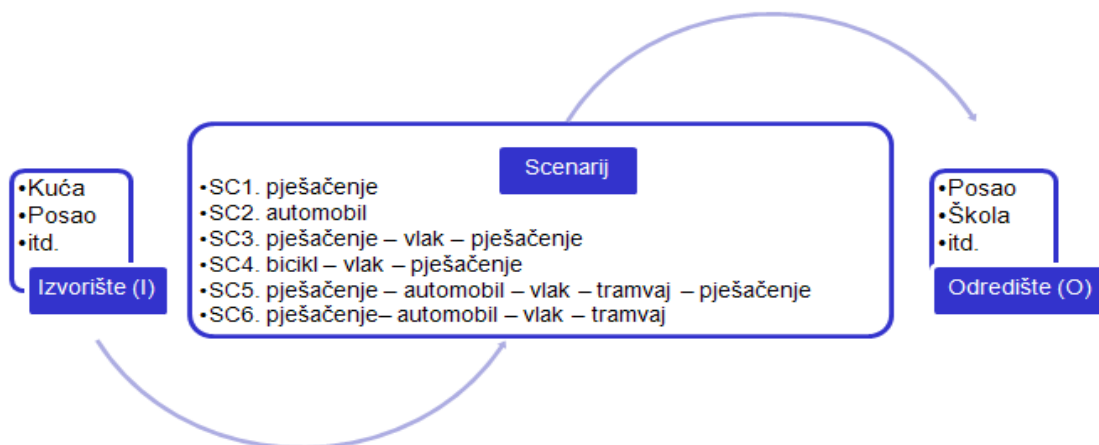 •Kuća
•Posao
•itd.
Izvorište (I)
Scenarij
•SC1. pješačenje
•SC2. automobil
•SC3. pješačenje – vlak – pješačenje
•SC4. bicikl – vlak – pješačenje
•SC5. pješačenje – automobil – vlak – tramvaj – pješačenje
•SC6. pješačenje– automobil – vlak – tramvaj
•Posao
•Škola
•itd.
Odredište (O)